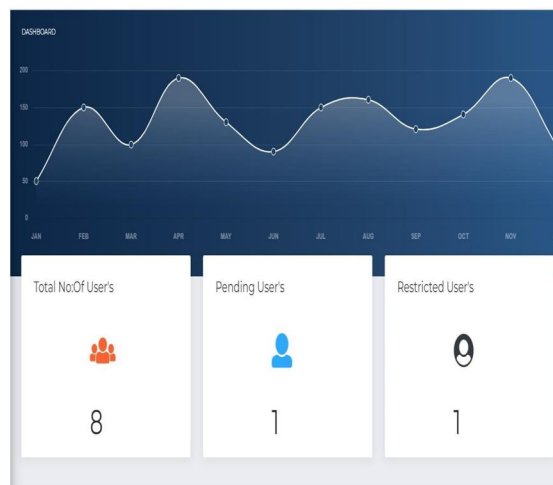 DASHBOARD
200
150
100
50
0
JAN FEB MAR APR MAY JUN JUL AUG SEP OCT NOV
Total No:Of User's
8
Pending User's
1
Restricted User's
1